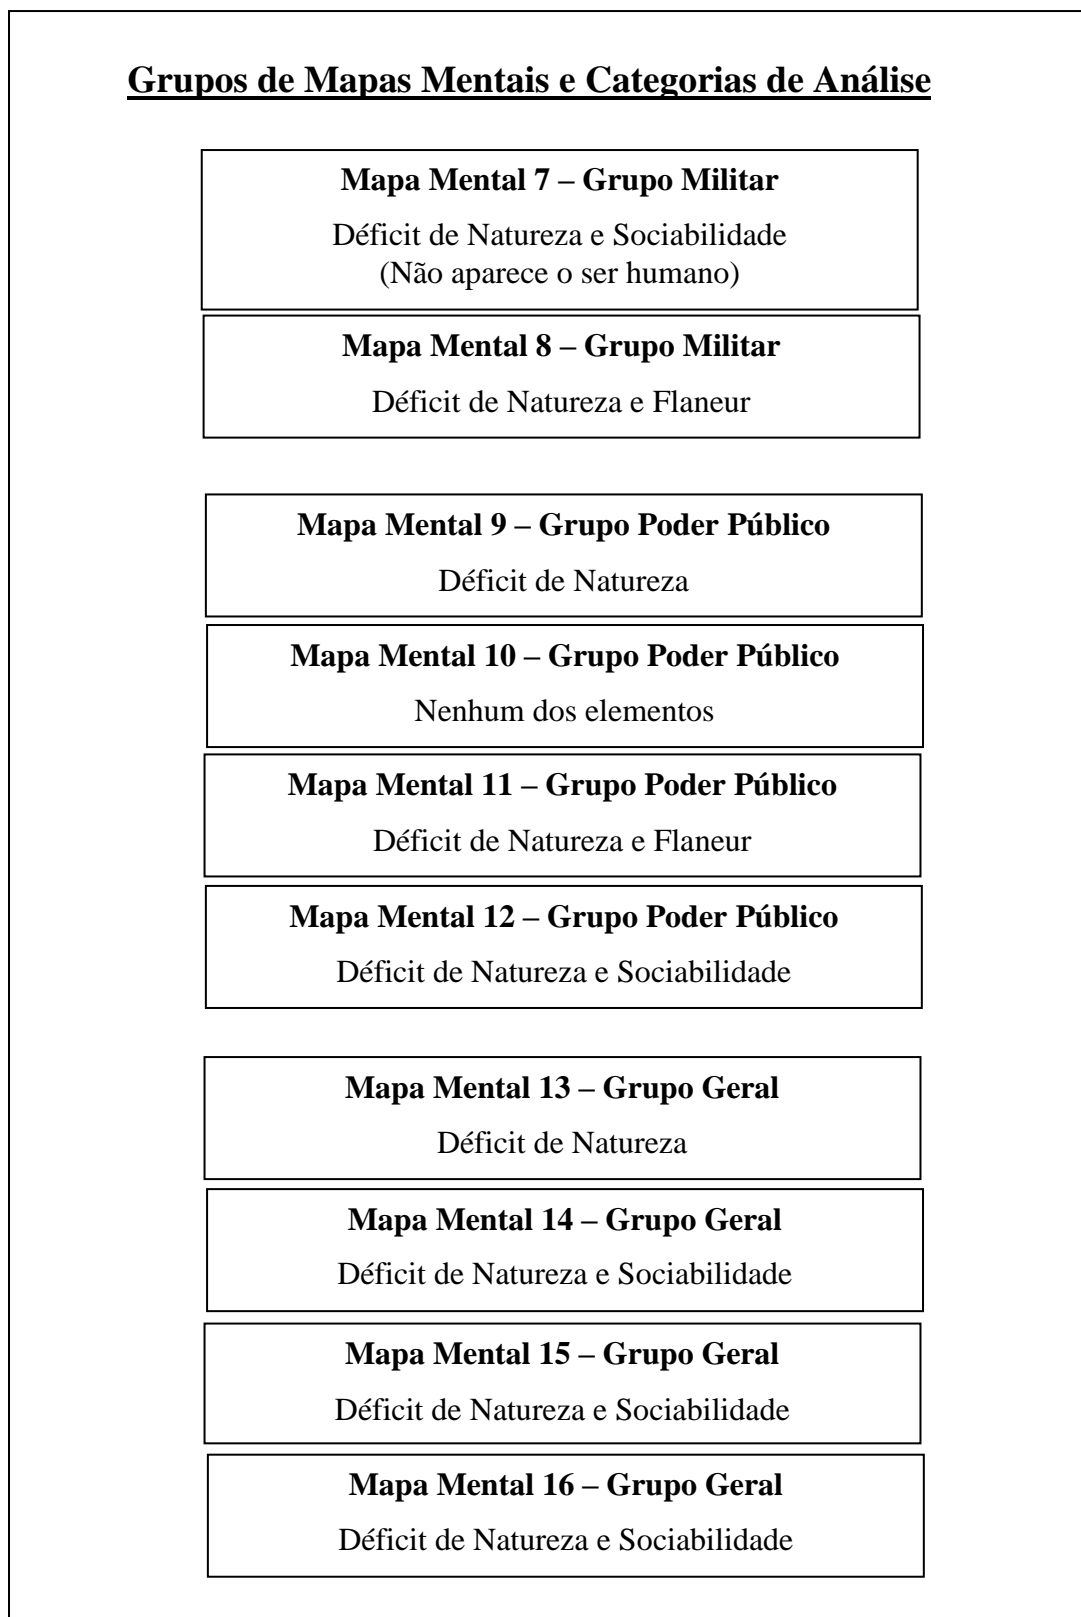 Grupos de Mapas Mentais e Categorias de Análise
Mapa Mental 7 – Grupo Militar
Déficit de Natureza e Sociabilidade
(Não aparece o ser humano)
Mapa Mental 8 – Grupo Militar
Déficit de Natureza e Flaneur
Mapa Mental 9 – Grupo Poder Público
Déficit de Natureza
Mapa Mental 10 – Grupo Poder Público
Nenhum dos elementos
Mapa Mental 11 – Grupo Poder Público
Déficit de Natureza e Flaneur
Mapa Mental 12 – Grupo Poder Público
Déficit de Natureza e Sociabilidade
Mapa Mental 13 – Grupo Geral
Déficit de Natureza
Mapa Mental 14 – Grupo Geral
Déficit de Natureza e Sociabilidade
Mapa Mental 15 – Grupo Geral
Déficit de Natureza e Sociabilidade
Mapa Mental 16 – Grupo Geral
Déficit de Natureza e Sociabilidade